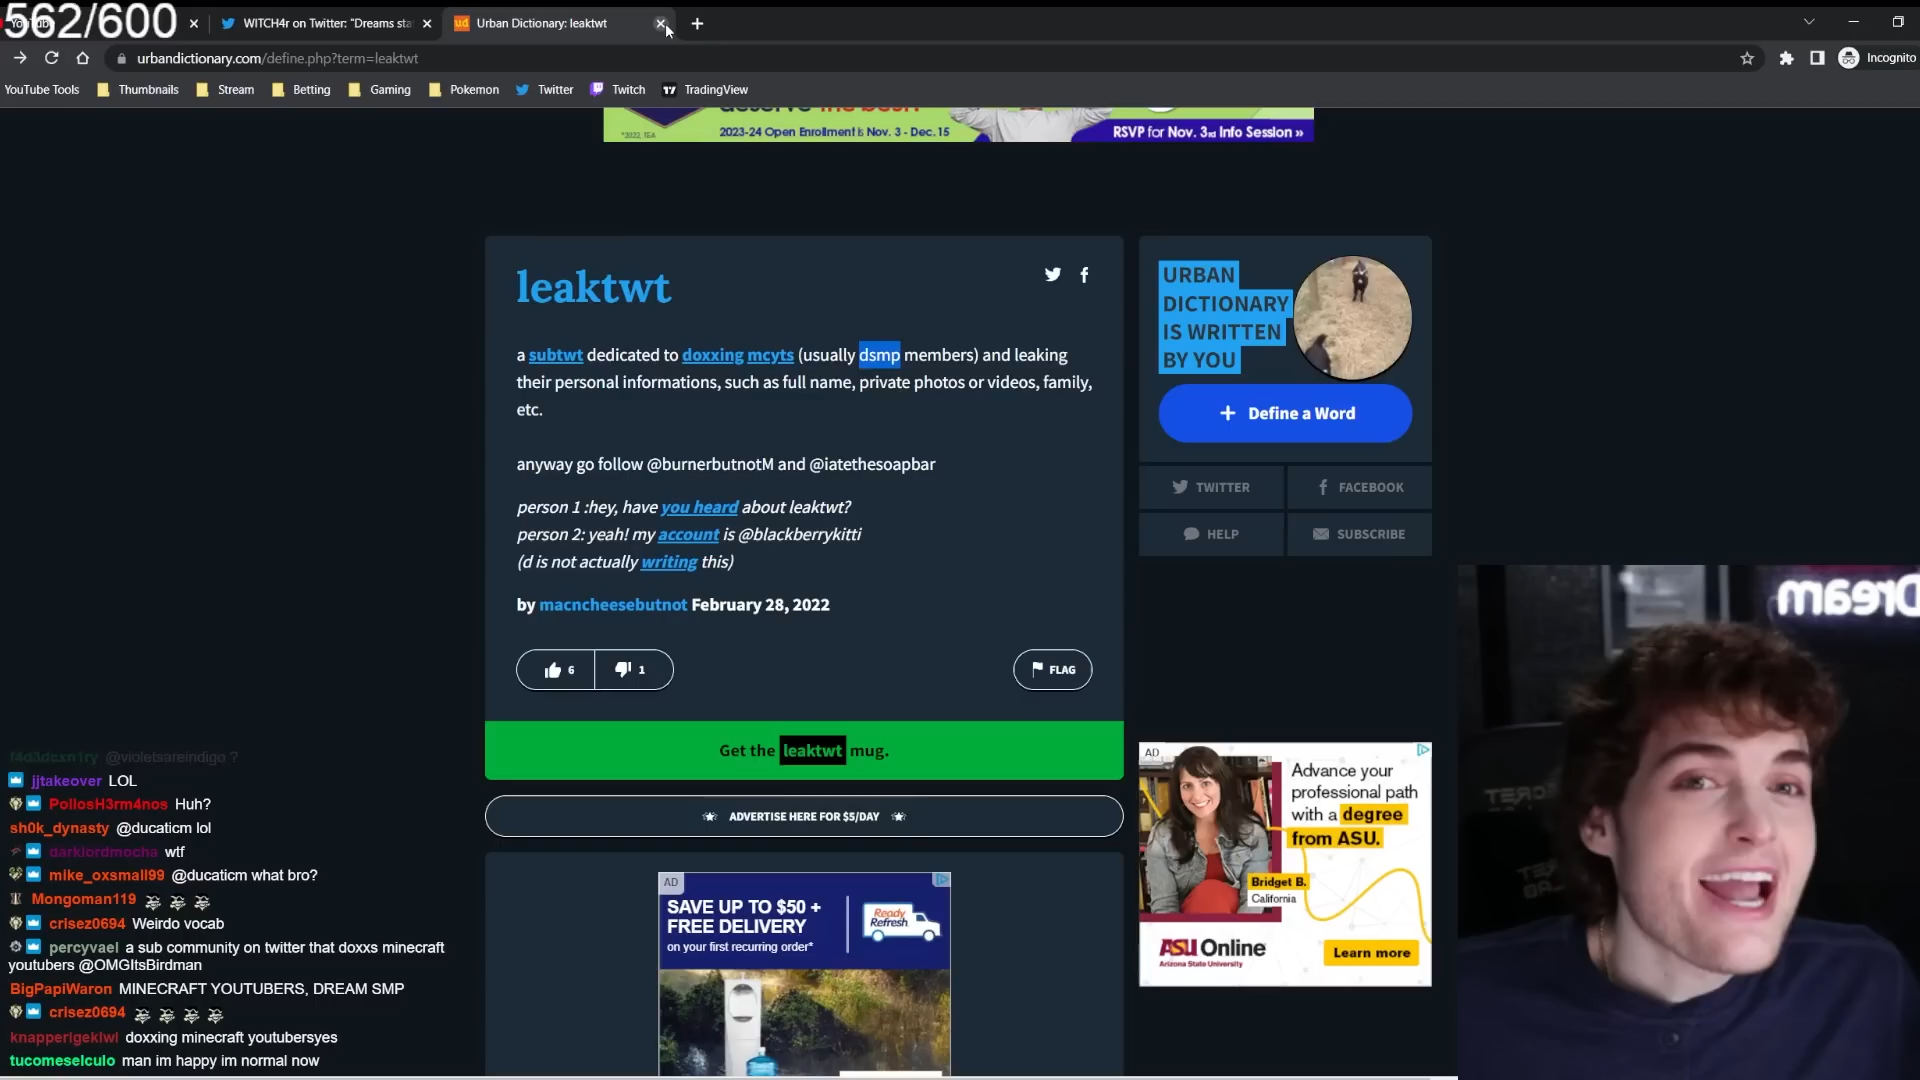 562/600
WITCH4r on Twitter: "Dreams sta
Urban Dictionary: leaktwt
urbandictionary.com/define.php?term=leaktwt
Incognito
YouTube Tools
Thumbnails
Stream
Betting
Gaming
Pokemon
Twitter
Twitch
TradingView
*2022, TEA
2023-24 Open Enrollment is Nov. 3 - Dec. 15
RSVP for Nov. 3rd Info Session »
leaktwt
a subtwt dedicated to doxxing mcyts (usually dsmp members) and leaking
their personal informations, such as full name, private photos or videos, family,
etc.
anyway go follow @burnerbutnotM and @iatethesoapbar
person 1 :hey, have you heard about leaktwt?
person 2: yeah! my account is @blackberrykitti
(d is not actually writing this)
by macncheesebutnot February 28, 2022
6
1
FLAG
Get the leaktwt mug.
ADVERTISE HERE FOR $5/DAY
AD
SAVE UP TO $50 +
FREE DELIVERY
on your first recurring order*
Ready
Refresh
URBAN
DICTIONARY
IS WRITTEN
BY YOU
+ Define a Word
TWITTER
FACEBOOK
HELP
SUBSCRIBE
AD
Advance your
professional path
with a degree
from ASU.
Bridget B.
California
ASU Online
Arizona State University
Learn more
Dream
@violetsareindigo ?
jjtakeover LOL
PollosH3rm4nos Huh?
sh0k_dynasty @ducaticm lol
darklordmocha wtf
mike_oxsmall99 @ducaticm what bro?
Mongoman119
crisez0694 Weirdo vocab
percyvael a sub community on twitter that doxxs minecraft
youtubers @OMGItsBirdman
BigPapiWaron MINECRAFT YOUTUBERS, DREAM SMP
crisez0694
knapperigekiwi doxxing minecraft youtubersyes
tucomeselculo man im happy im normal now